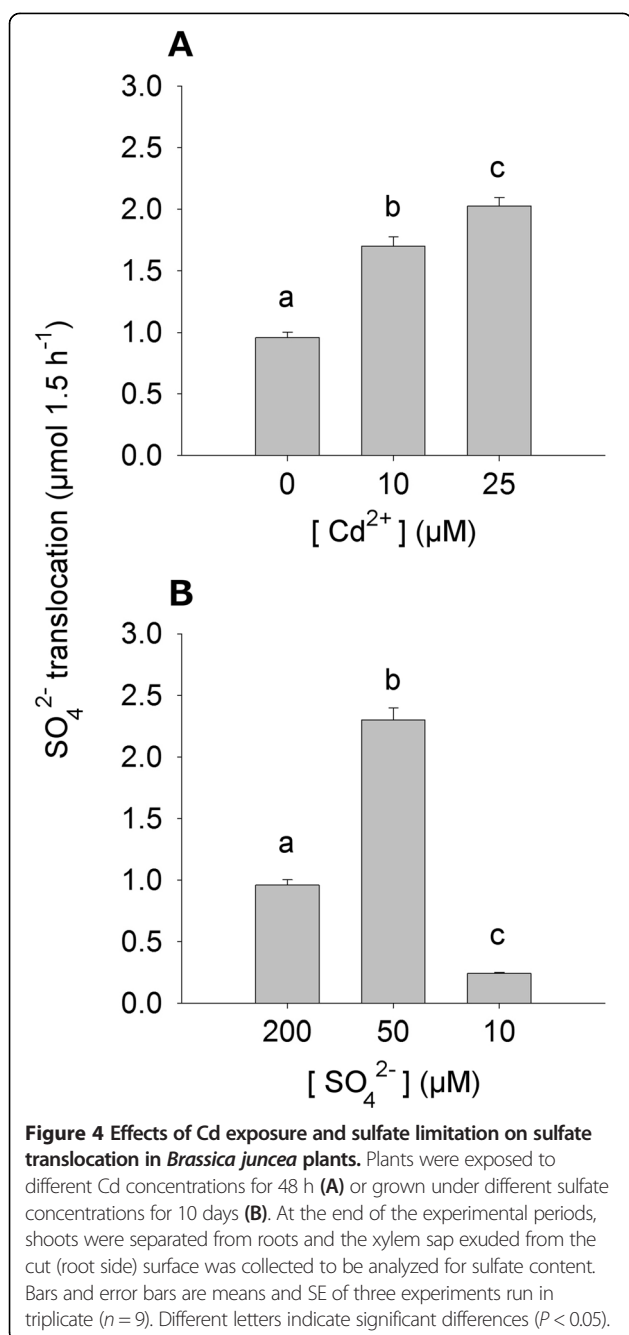 A
3.0
2.5
2.0
1.5
1.0
0.5
0.0
a
b
c
0 10 25
[ Cd²⁺ ] (µM)
SO₄²⁻ translocation (µmol 1.5 h⁻¹)
B
3.0
2.5
2.0
1.5
1.0
0.5
0.0
a
b
c
200 50 10
[ SO₄²⁻ ] (µM)
Figure 4 Effects of Cd exposure and sulfate limitation on sulfate
translocation in Brassica juncea plants. Plants were exposed to
different Cd concentrations for 48 h (A) or grown under different sulfate
concentrations for 10 days (B). At the end of the experimental periods,
shoots were separated from roots and the xylem sap exuded from the
cut (root side) surface was collected to be analyzed for sulfate content.
Bars and error bars are means and SE of three experiments run in
triplicate (n = 9). Different letters indicate significant differences (P < 0.05).